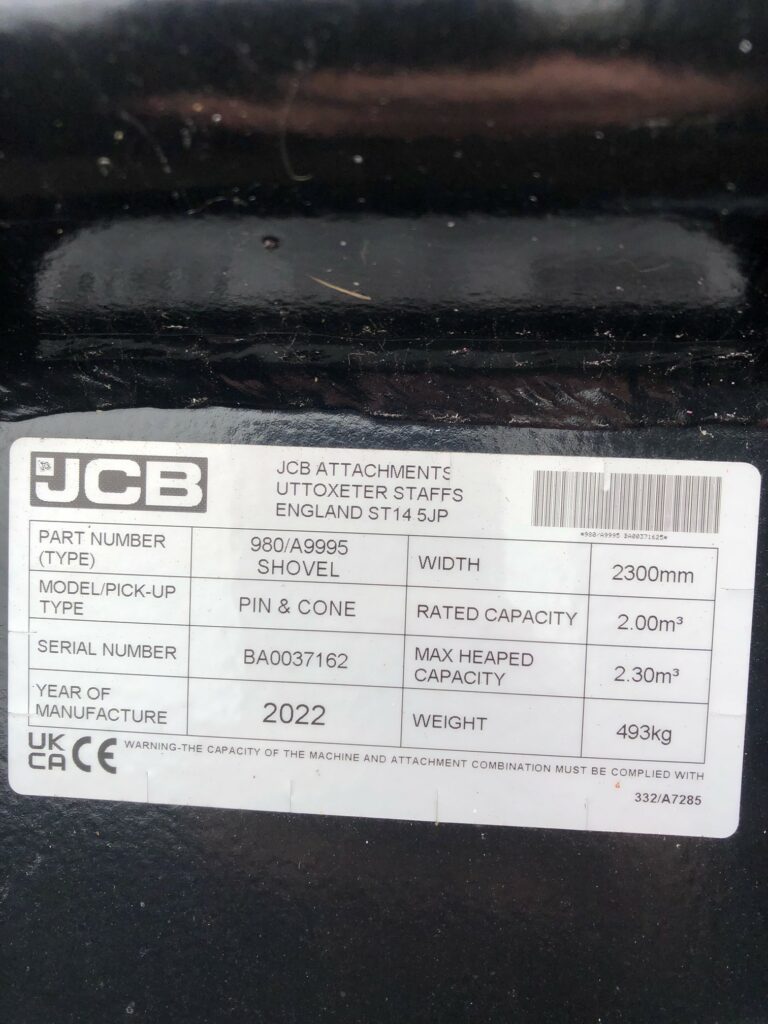 JCB
JCB ATTACHMENTS
UTTOXETER STAFFS
ENGLAND ST14 5JP
*980/A9995 BA00371625*
PART NUMBER
(TYPE)
980/A9995
SHOVEL
WIDTH
2300mm
MODEL/PICK-UP
TYPE
PIN & CONE
RATED CAPACITY
2.00m³
SERIAL NUMBER
BA0037162
MAX HEAPED
CAPACITY
2.30m³
YEAR OF
MANUFACTURE
2022
WEIGHT
493kg
UK
CA
CE
WARNING-THE CAPACITY OF THE MACHINE AND ATTACHMENT COMBINATION MUST BE COMPLIED WITH
332/A7285